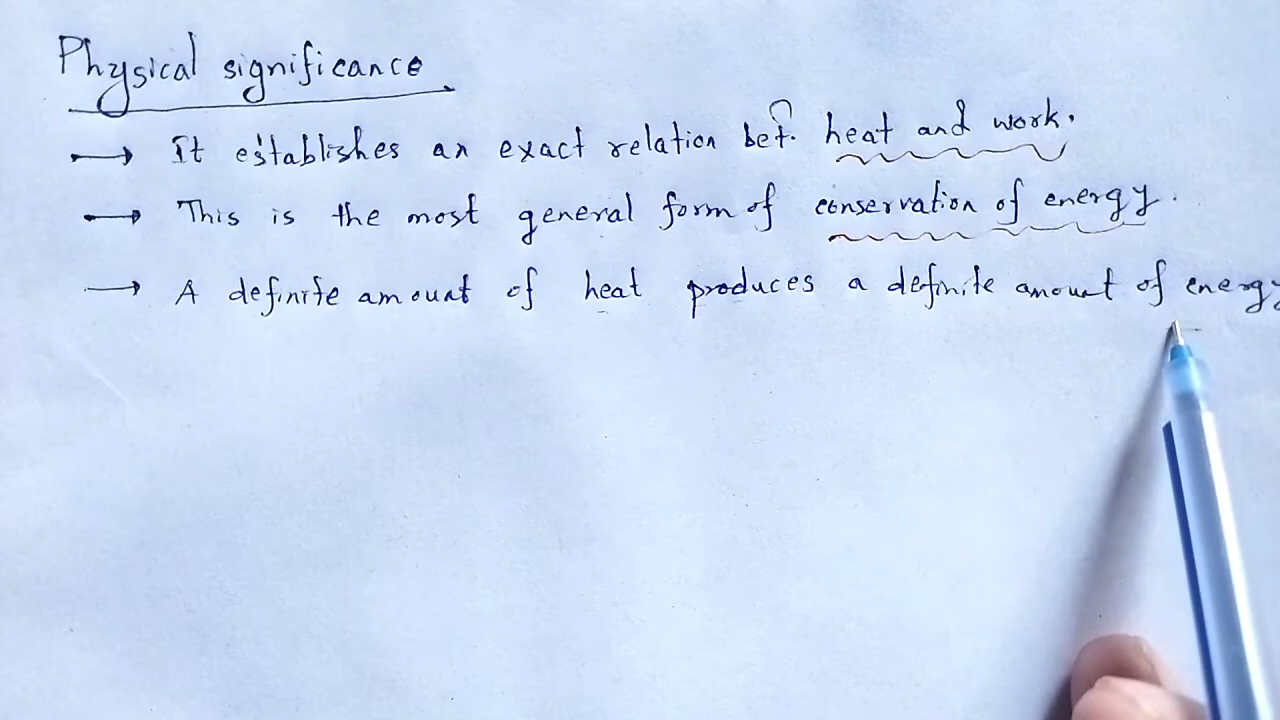 Physical significance
→ It establishes an exact relation bet. heat and work.
→ This is the most general form of conservation of energy.
→ A definite amount of heat produces a definite amount of energy